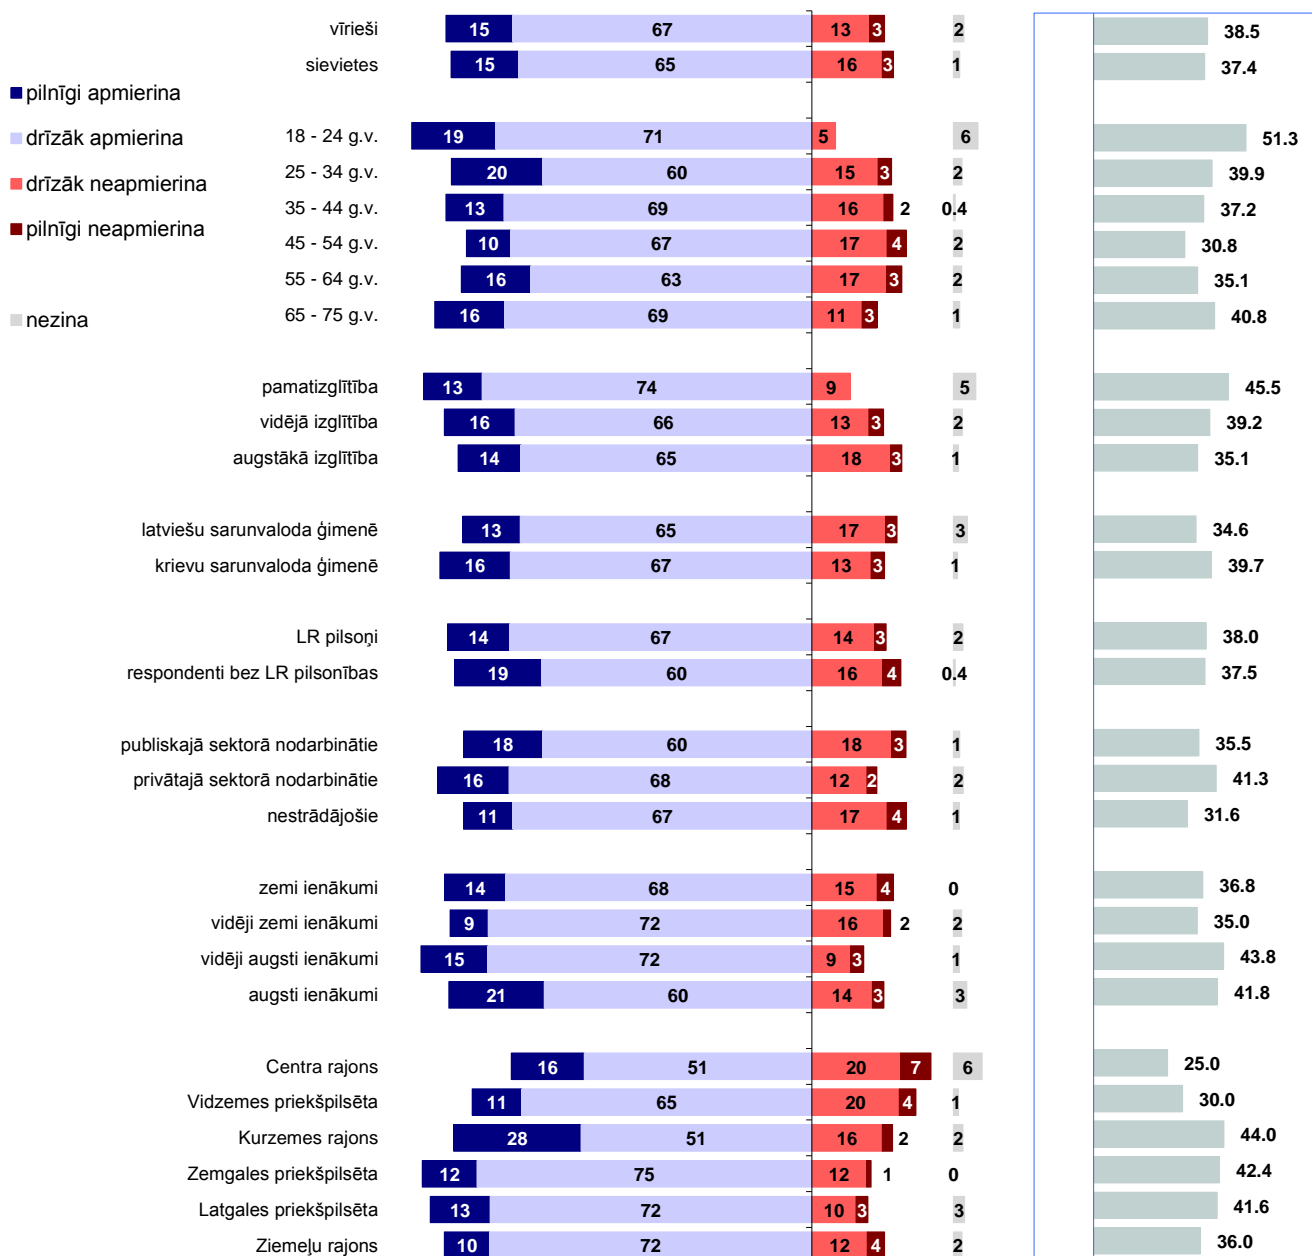 vīrieši 15 67 13 3 2 38.5
sievietes 15 65 16 3 1 37.4
pilnīgi apmierina
drīzāk apmierina
drīzāk neapmierina
pilnīgi neapmierina
nezina
18 - 24 g.v. 19 71 5 6 51.3
25 - 34 g.v. 20 60 15 3 2 39.9
35 - 44 g.v. 13 69 16 2 0.4 37.2
45 - 54 g.v. 10 67 17 4 2 30.8
55 - 64 g.v. 16 63 17 3 2 35.1
65 - 75 g.v. 16 69 11 3 1 40.8
pamatizglītība 13 74 9 5 45.5
vidējā izglītība 16 66 13 3 2 39.2
augstākā izglītība 14 65 18 3 1 35.1
latviešu sarunvaloda ģimenē 13 65 17 3 3 34.6
krievu sarunvaloda ģimenē 16 67 13 3 1 39.7
LR pilsoņi 14 67 14 3 2 38.0
respondenti bez LR pilsonības 19 60 16 4 0.4 37.5
publiskajā sektorā nodarbinātie 18 60 18 3 1 35.5
privātajā sektorā nodarbinātie 16 68 12 2 2 41.3
nestrādājošie 11 67 17 4 1 31.6
zemi ienākumi 14 68 15 4 0 36.8
vidēji zemi ienākumi 9 72 16 2 2 35.0
vidēji augsti ienākumi 15 72 9 3 1 43.8
augsti ienākumi 21 60 14 3 3 41.8
Centra rajons 16 51 20 7 6 25.0
Vidzemes priekšpilsēta 11 65 20 4 1 30.0
Kurzemes rajons 28 51 16 2 2 44.0
Zemgales priekšpilsēta 12 75 12 1 0 42.4
Latgales priekšpilsēta 13 72 10 3 3 41.6
Ziemeļu rajons 10 72 12 4 2 36.0